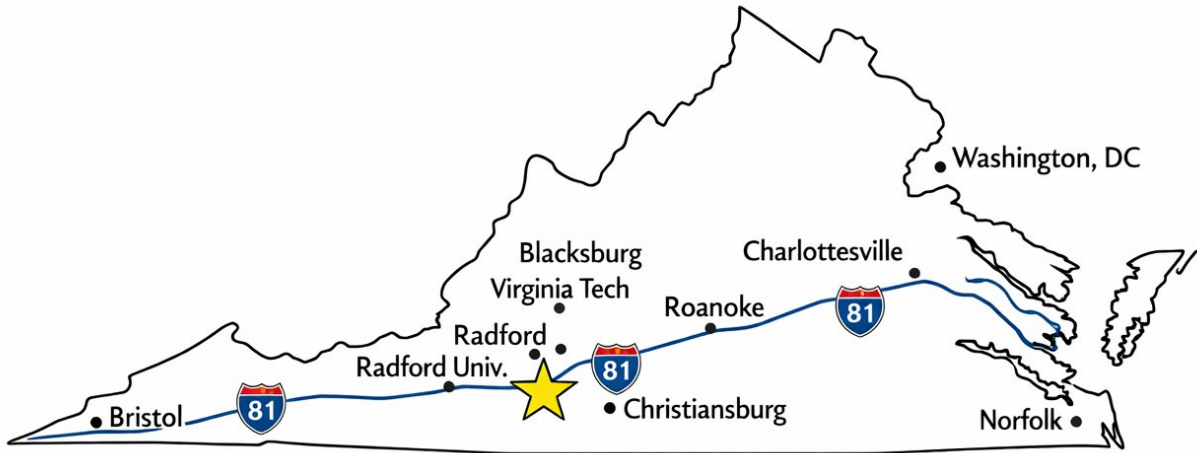 Washington, DC
Blacksburg
Virginia Tech
Charlottesville
Roanoke
81
Radford
Radford Univ.
81
81
Bristol
Christiansburg
Norfolk